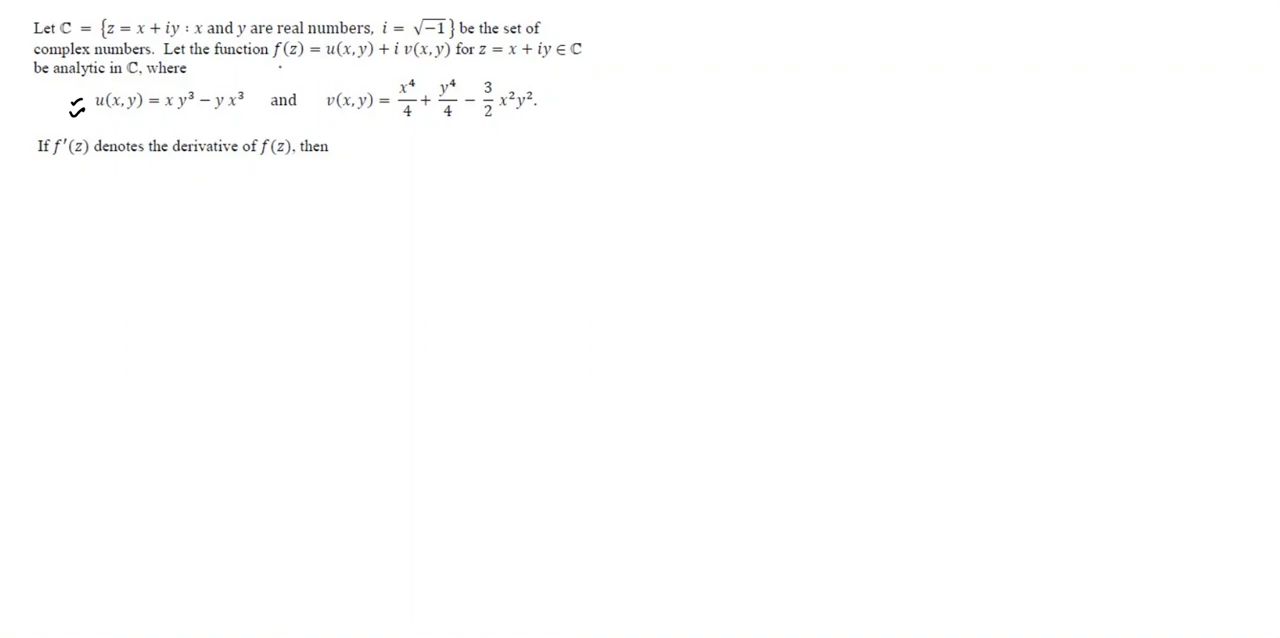 Let ℂ = {z = x + iy : x and y are real numbers, i = √−1} be the set of
complex numbers. Let the function f(z) = u(x, y) + i v(x, y) for z = x + iy ∈ ℂ
be analytic in ℂ, where
u(x, y) = x y³ − y x³ and v(x, y) = x⁴/4 + y⁴/4 − 3/2 x²y².
If f′(z) denotes the derivative of f(z), then